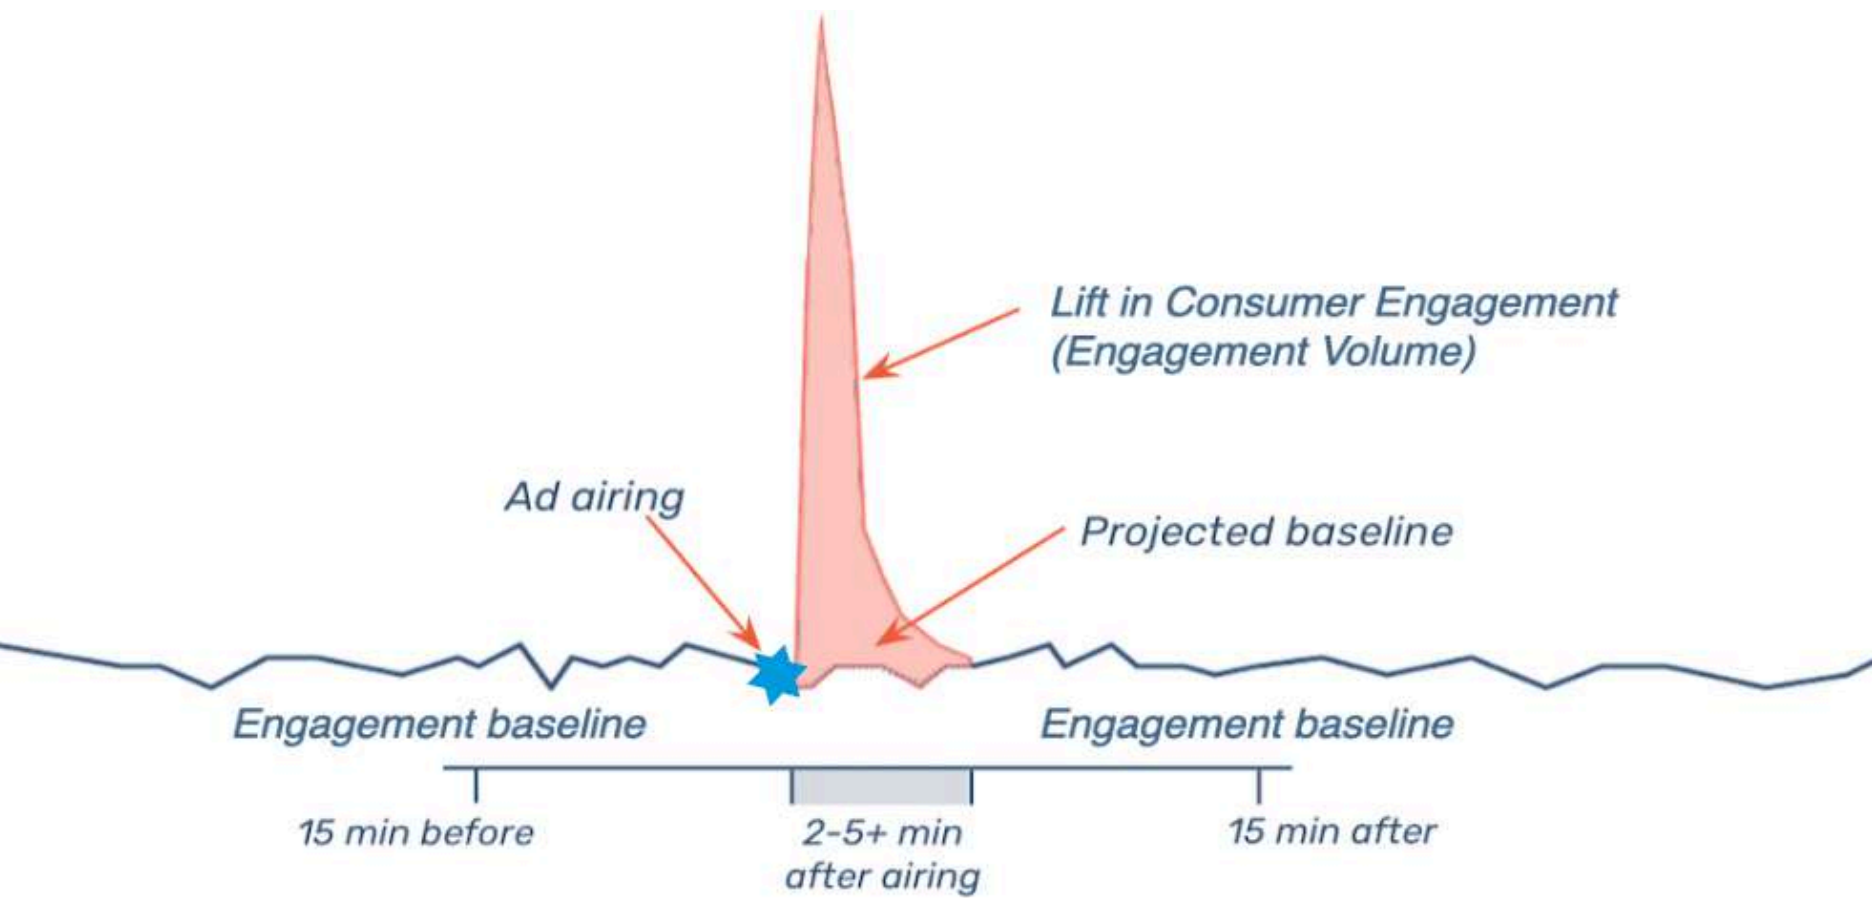 Lift in Consumer Engagement
(Engagement Volume)
Ad airing
Projected baseline
Engagement baseline
Engagement baseline
15 min before
2-5+ min
after airing
15 min after